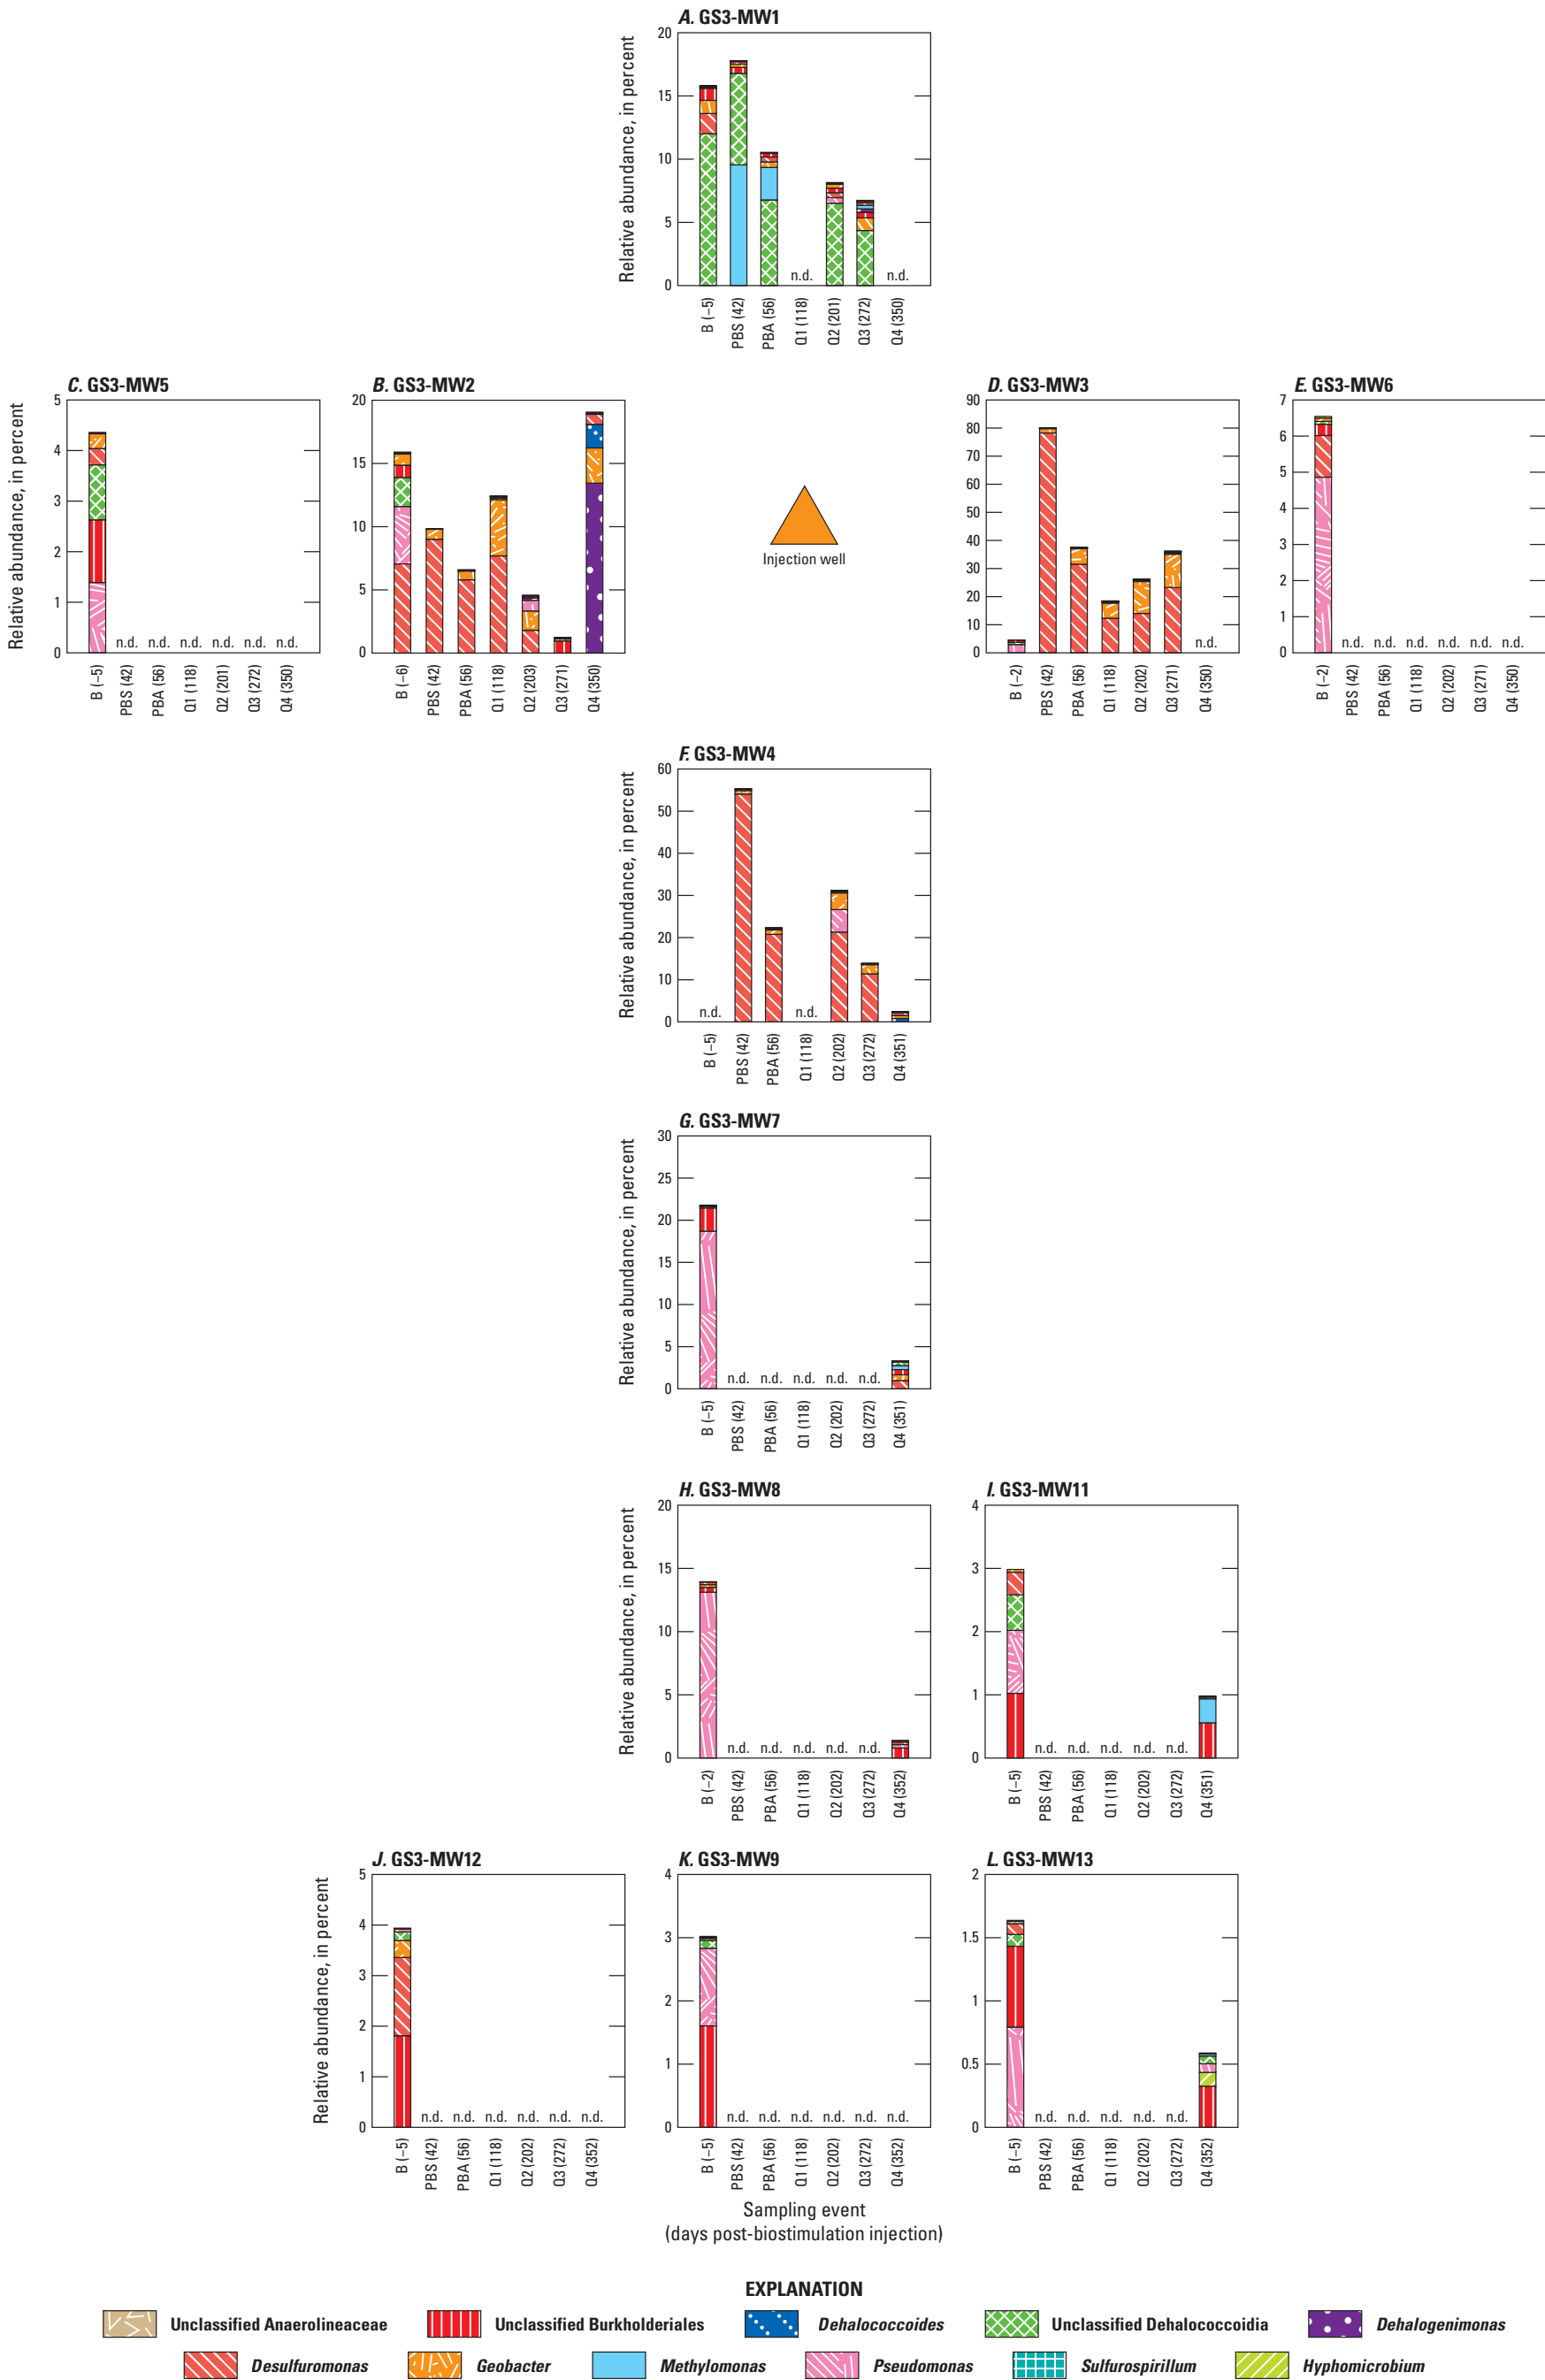 A. GS3-MW1
Relative abundance, in percent
20
15
10
5
0
n.d. n.d.
B (–5) PBS (42) PBA (56) Q1 (118) Q2 (201) Q3 (272) Q4 (350)
C. GS3-MW5
Relative abundance, in percent
5
4
3
2
1
0
n.d. n.d. n.d. n.d. n.d. n.d.
B (–5) PBS (42) PBA (56) Q1 (118) Q2 (201) Q3 (272) Q4 (350)
B. GS3-MW2
20
15
10
5
0
B (–6) PBS (42) PBA (56) Q1 (118) Q2 (203) Q3 (271) Q4 (350)
Injection well
D. GS3-MW3
90
80
70
60
50
40
30
20
10
0
n.d.
B (–2) PBS (42) PBA (56) Q1 (118) Q2 (202) Q3 (271) Q4 (350)
E. GS3-MW6
7
6
5
4
3
2
1
0
n.d. n.d. n.d. n.d. n.d. n.d.
B (–2) PBS (42) PBA (56) Q1 (118) Q2 (202) Q3 (271) Q4 (350)
F. GS3-MW4
Relative abundance, in percent
60
50
40
30
20
10
0
n.d. n.d.
B (–5) PBS (42) PBA (56) Q1 (118) Q2 (202) Q3 (272) Q4 (351)
G. GS3-MW7
Relative abundance, in percent
30
25
20
15
10
5
0
n.d. n.d. n.d. n.d. n.d.
B (–5) PBS (42) PBA (56) Q1 (118) Q2 (202) Q3 (272) Q4 (351)
H. GS3-MW8
Relative abundance, in percent
20
15
10
5
0
n.d. n.d. n.d. n.d. n.d.
B (–2) PBS (42) PBA (56) Q1 (118) Q2 (202) Q3 (272) Q4 (352)
I. GS3-MW11
4
3
2
1
0
n.d. n.d. n.d. n.d. n.d.
B (–5) PBS (42) PBA (56) Q1 (118) Q2 (202) Q3 (272) Q4 (351)
J. GS3-MW12
Relative abundance, in percent
5
4
3
2
1
0
n.d. n.d. n.d. n.d. n.d. n.d.
B (–5) PBS (42) PBA (56) Q1 (118) Q2 (202) Q3 (272) Q4 (352)
K. GS3-MW9
4
3
2
1
0
n.d. n.d. n.d. n.d. n.d. n.d.
B (–5) PBS (42) PBA (56) Q1 (118) Q2 (202) Q3 (272) Q4 (352)
L. GS3-MW13
2
1.5
1
0.5
0
n.d. n.d. n.d. n.d. n.d.
B (–5) PBS (42) PBA (56) Q1 (118) Q2 (202) Q3 (272) Q4 (352)
Sampling event
(days post-biostimulation injection)
EXPLANATION
Unclassified Anaerolineaceae Unclassified Burkholderiales Dehalococcoides Unclassified Dehalococcoidia Dehalogenimonas
Desulfuromonas Geobacter Methylomonas Pseudomonas Sulfurospirillum Hyphomicrobium